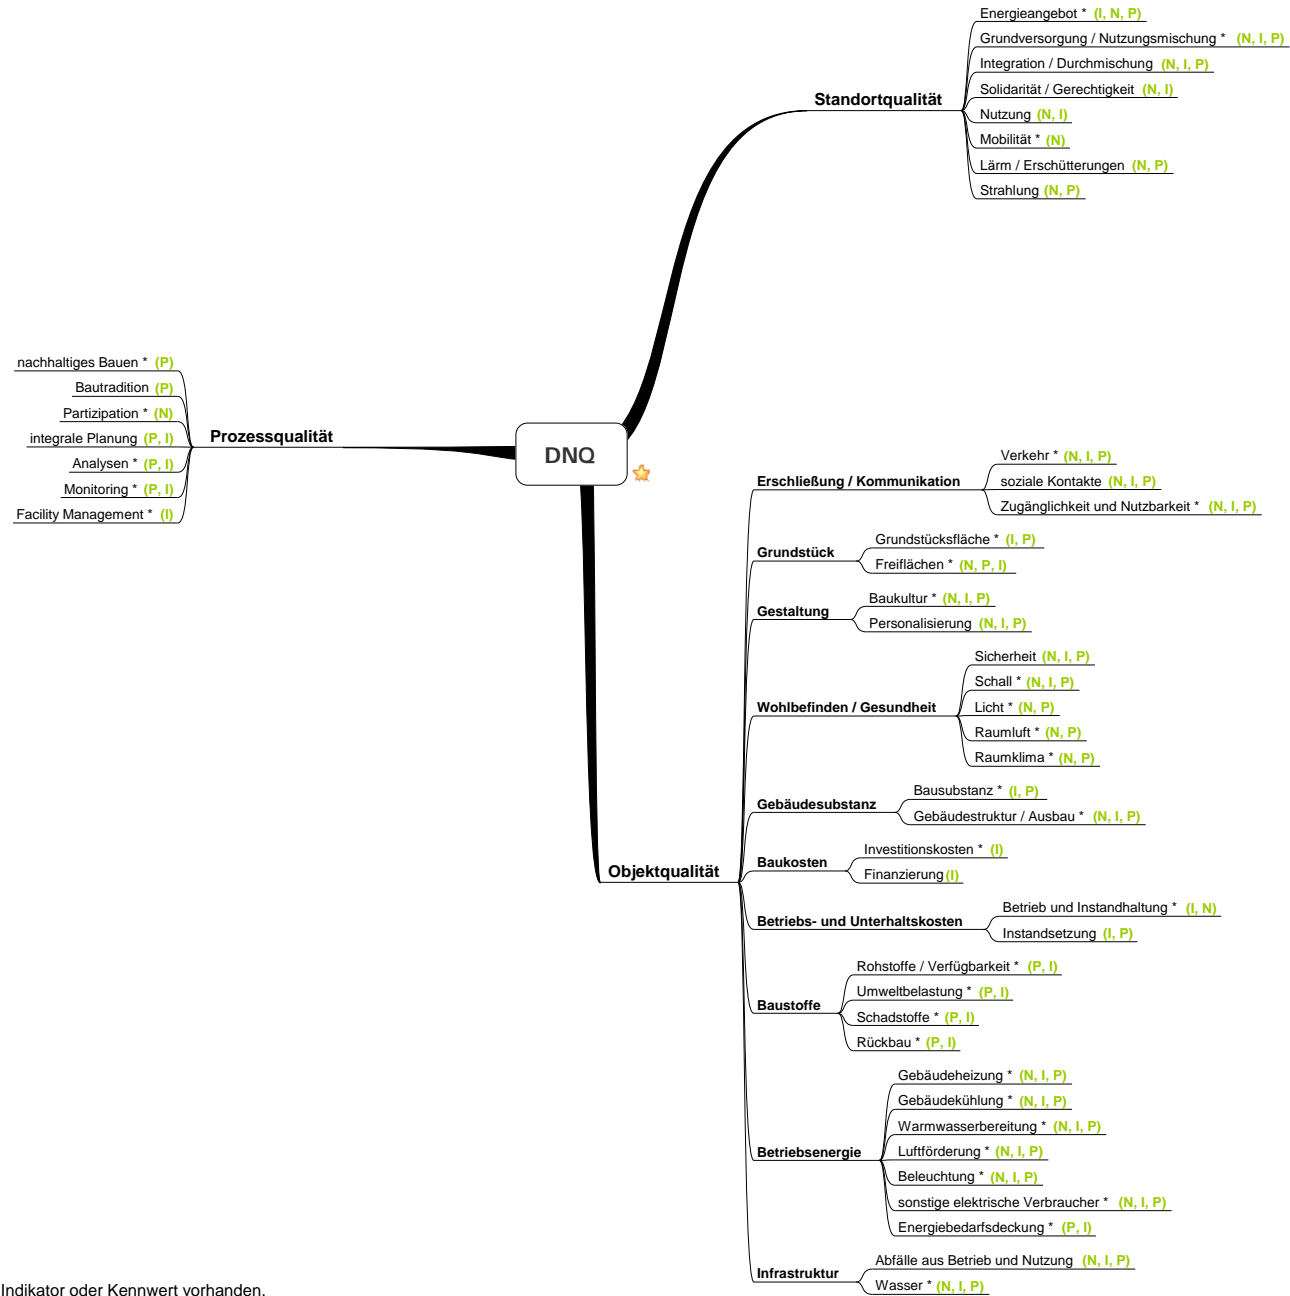 Energieangebot * (I, N, P)
Grundversorgung / Nutzungsmischung * (N, I, P)
Integration / Durchmischung (N, I, P)
Solidarität / Gerechtigkeit (N, I)
Standortqualität
Nutzung (N, I)
Mobilität * (N)
Lärm / Erschütterungen (N, P)
Strahlung (N, P)
nachhaltiges Bauen * (P)
Bautradition (P)
Partizipation * (N)
integrale Planung (P, I)
Prozessqualität
Analysen * (P, I)
Monitoring * (P, I)
Facility Management * (I)
DNQ
Erschließung / Kommunikation
Verkehr * (N, I, P)
soziale Kontakte (N, I, P)
Zugänglichkeit und Nutzbarkeit * (N, I, P)
Grundstück
Grundstücksfläche * (I, P)
Freiflächen * (N, P, I)
Gestaltung
Baukultur * (N, I, P)
Personalisierung (N, I, P)
Wohlbefinden / Gesundheit
Sicherheit (N, I, P)
Schall * (N, I, P)
Licht * (N, P)
Raumluft * (N, P)
Raumklima * (N, P)
Gebäudesubstanz
Bausubstanz * (I, P)
Gebäudestruktur / Ausbau * (N, I, P)
Baukosten
Investitionskosten * (I)
Finanzierung (I)
Objektqualität
Betriebs- und Unterhaltskosten
Betrieb und Instandhaltung * (I, N)
Instandsetzung (I, P)
Baustoffe
Rohstoffe / Verfügbarkeit * (P, I)
Umweltbelastung * (P, I)
Schadstoffe * (P, I)
Rückbau * (P, I)
Betriebsenergie
Gebäudeheizung * (N, I, P)
Gebäudekühlung * (N, I, P)
Warmwasserbereitung * (N, I, P)
Luftförderung * (N, I, P)
Beleuchtung * (N, I, P)
sonstige elektrische Verbraucher * (N, I, P)
Energiebedarfsdeckung * (P, I)
Infrastruktur
Abfälle aus Betrieb und Nutzung (N, I, P)
Wasser * (N, I, P)
Indikator oder Kennwert vorhanden.